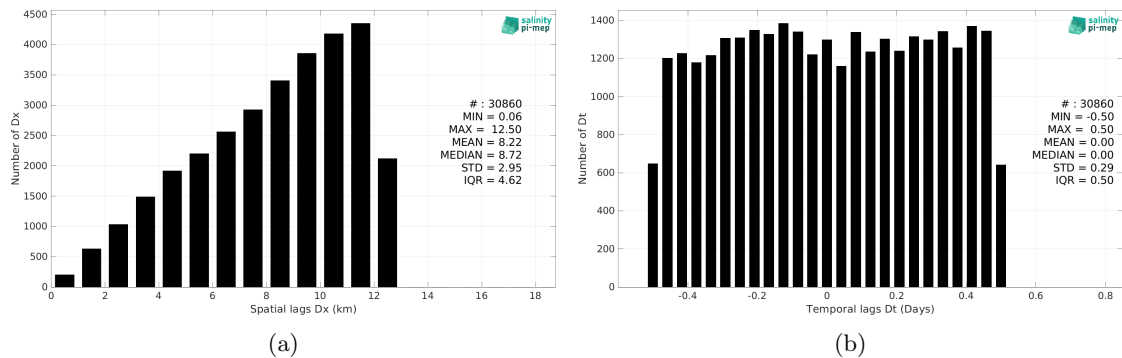 4500
4000
3500
3000
2500
2000
1500
1000
500
0
Number of Dx
salinity
pi-mep
# : 30860
MIN = 0.06
MAX = 12.50
MEAN = 8.22
MEDIAN = 8.72
STD = 2.95
IQR = 4.62
0 2 4 6 8 10 12 14 16 18
Spatial lags Dx (km)
(a)
1400
1200
1000
800
600
400
200
0
Number of Dt
salinity
pi-mep
# : 30860
MIN = -0.50
MAX = 0.50
MEAN = 0.00
MEDIAN = 0.00
STD = 0.29
IQR = 0.50
-0.4 -0.2 0 0.2 0.4 0.6 0.8
Temporal lags Dt (Days)
(b)